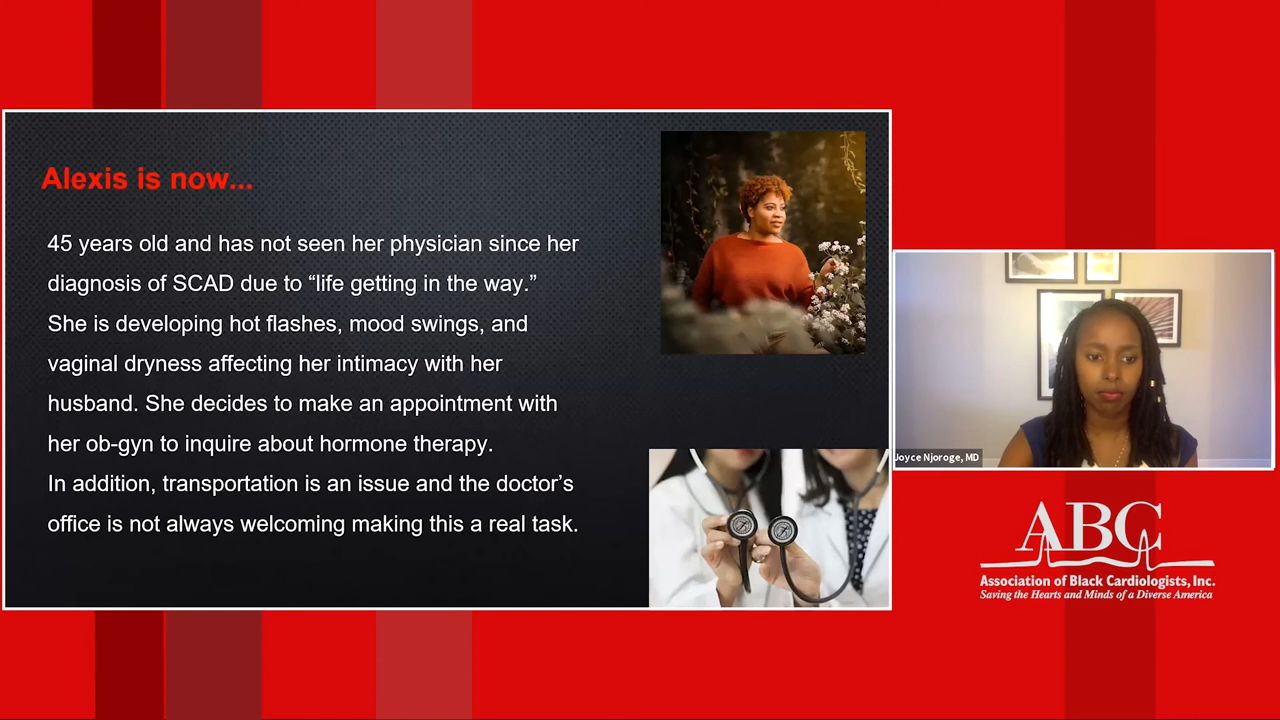 Alexis is now...
45 years old and has not seen her physician since her
diagnosis of SCAD due to “life getting in the way.”
She is developing hot flashes, mood swings, and
vaginal dryness affecting her intimacy with her
husband. She decides to make an appointment with
her ob-gyn to inquire about hormone therapy.
In addition, transportation is an issue and the doctor’s
office is not always welcoming making this a real task.
Joyce Njoroge, MD
ABC
Association of Black Cardiologists, Inc.
Saving the Hearts and Minds of a Diverse America